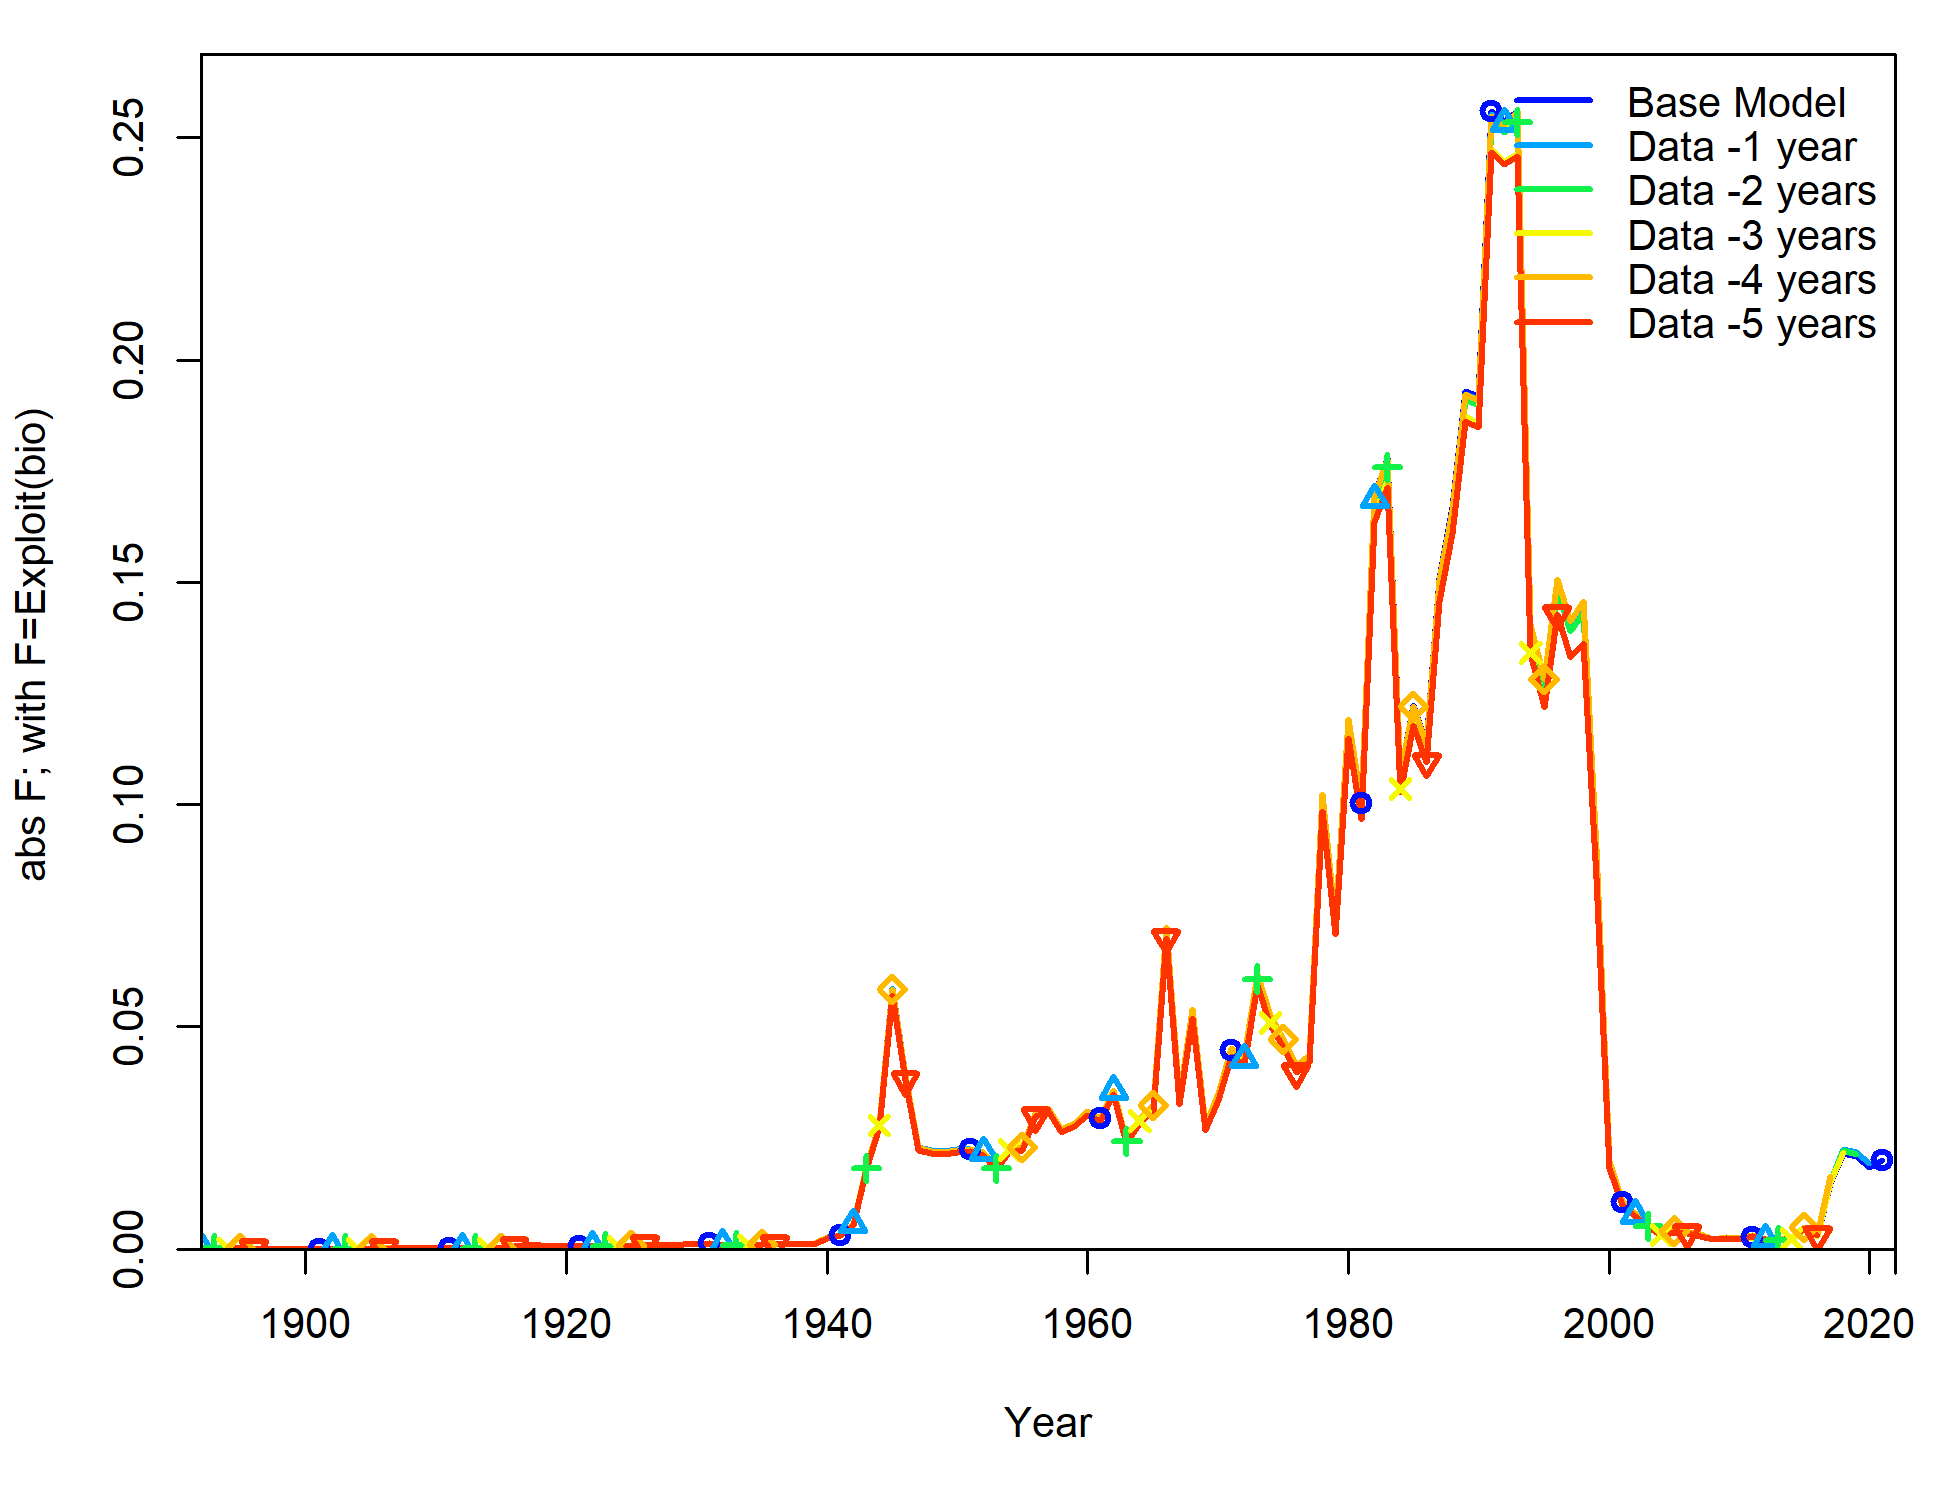 Base Model
Data -1 year
Data -2 years
Data -3 years
Data -4 years
Data -5 years
abs F; with F=Exploit(bio)
0.25
0.20
0.15
0.10
0.05
0.00
1900 1920 1940 1960 1980 2000 2020
Year